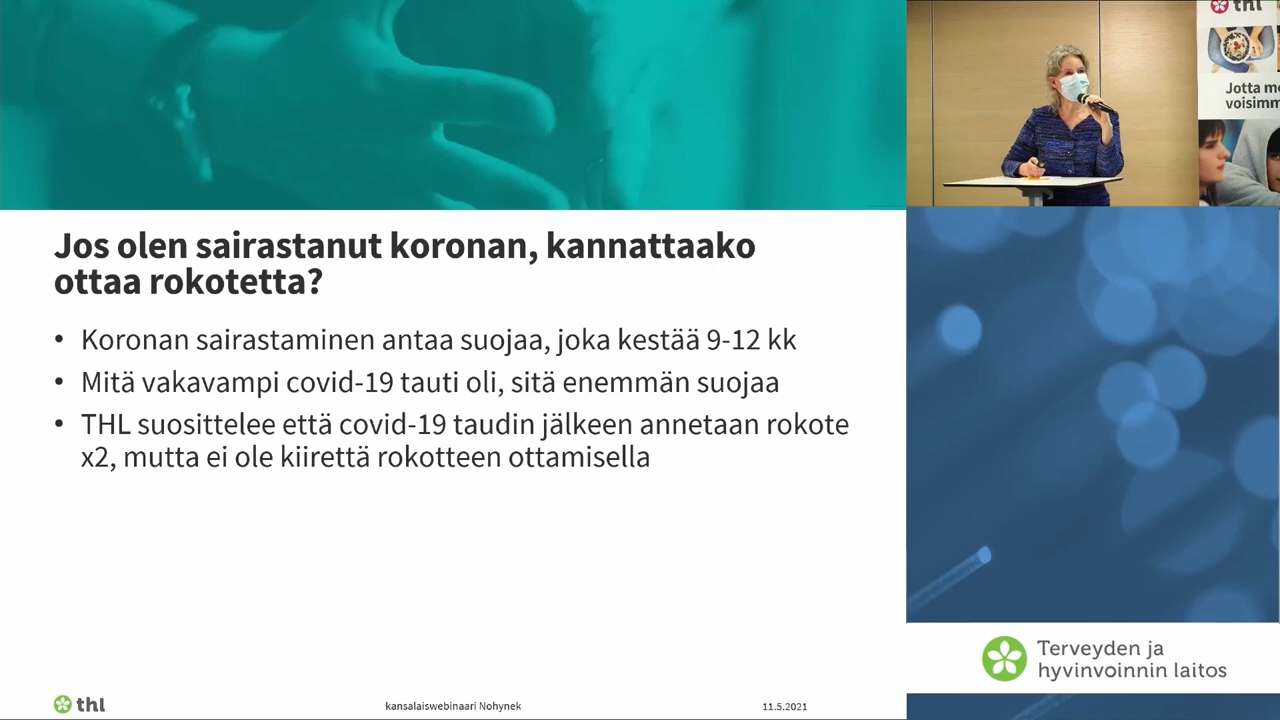 thl
Jotta
voisimm
Jos olen sairastanut koronan, kannattaako
ottaa rokotetta?
• Koronan sairastaminen antaa suojaa, joka kestää 9-12 kk
• Mitä vakavampi covid-19 tauti oli, sitä enemmän suojaa
• THL suosittelee että covid-19 taudin jälkeen annetaan rokote
x2, mutta ei ole kiirettä rokotteen ottamisella
Terveyden ja
hyvinvoinnin laitos
thl
kansalaiswebinaari Nohynek
11.5.2021